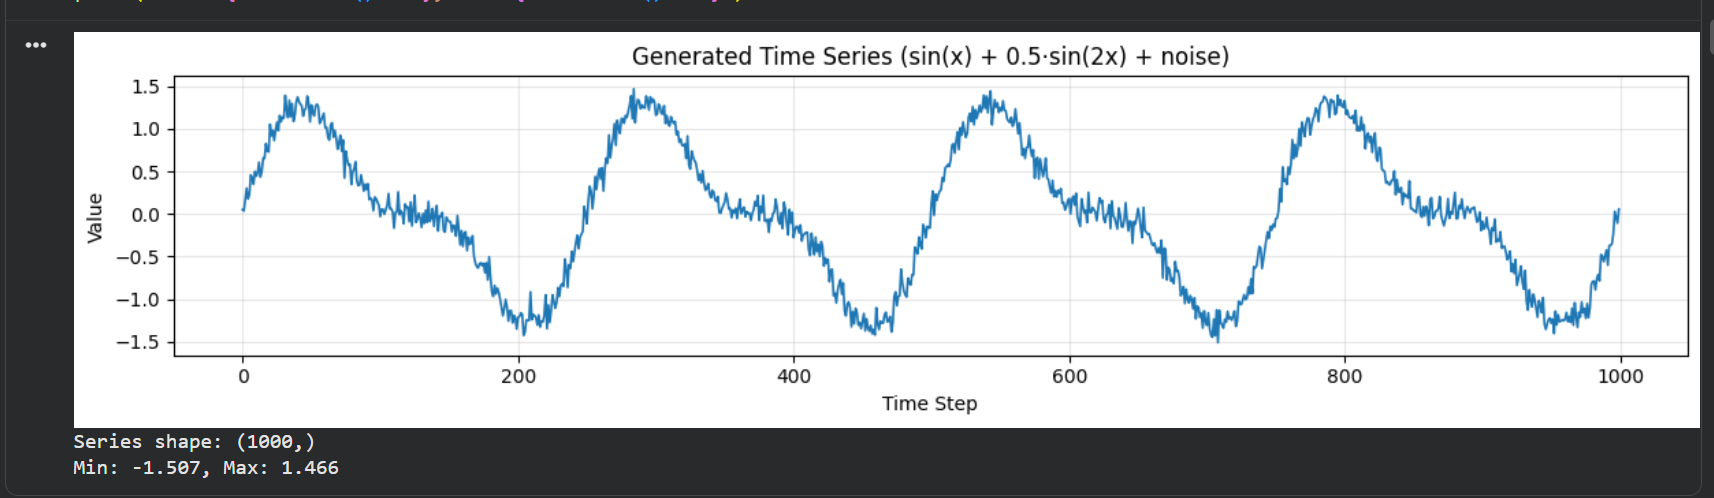 •••
Generated Time Series (sin(x) + 0.5·sin(2x) + noise)
1.5
1.0
0.5
0.0
−0.5
−1.0
−1.5
Value
0 200 400 600 800 1000
Time Step
Series shape: (1000,)
Min: -1.507, Max: 1.466